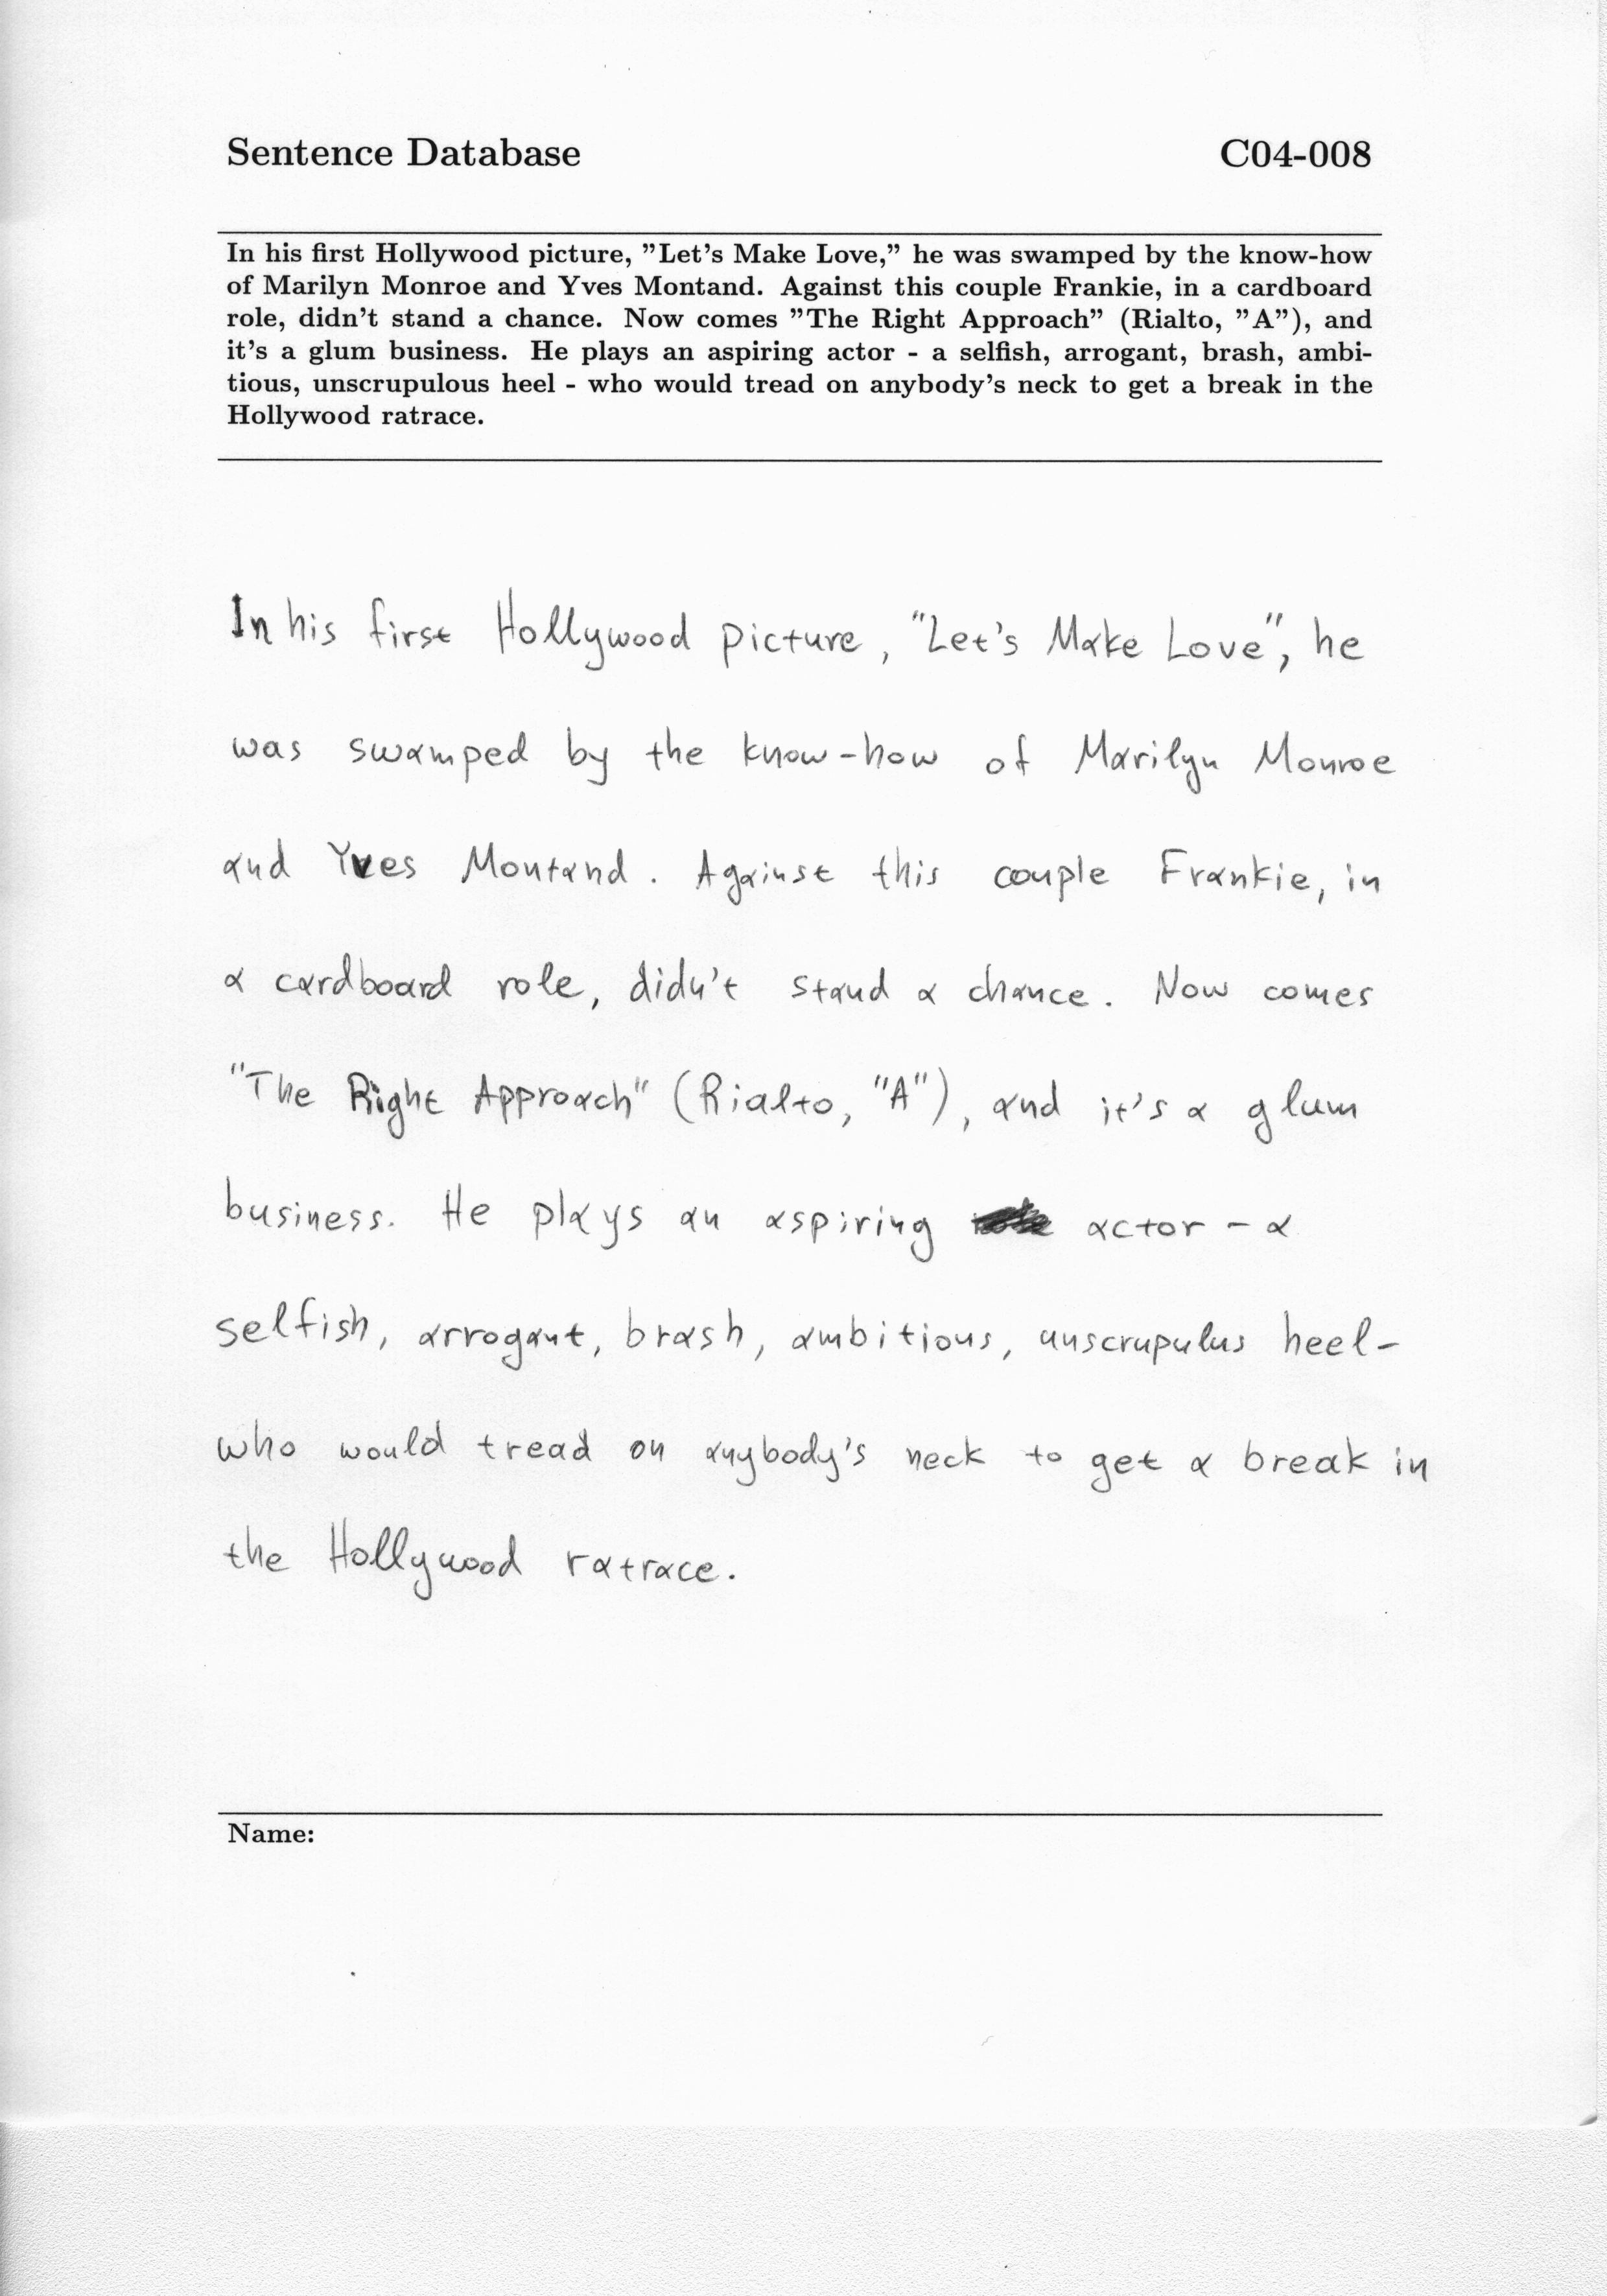 Sentence Database C04-008
In his first Hollywood picture, ”Let’s Make Love,” he was swamped by the know-how
of Marilyn Monroe and Yves Montand. Against this couple Frankie, in a cardboard
role, didn’t stand a chance. Now comes ”The Right Approach” (Rialto, ”A”), and
it’s a glum business. He plays an aspiring actor - a selfish, arrogant, brash, ambi-
tious, unscrupulous heel - who would tread on anybody’s neck to get a break in the
Hollywood ratrace.
In his first Hollywood picture, "Let's Make Love", he
was swamped by the know-how of Marilyn Monroe
and Yves Montand. Against this couple Frankie, in
a cardboard role, didn't stand a chance. Now comes
"The Right Approach" (Rialto, "A"), and it's a glum
business. He plays an aspiring actor - a
selfish, arrogant, brash, ambitious, unscrupulus heel-
who would tread on anybody's neck to get a break in
the Hollywood ratrace.
Name: